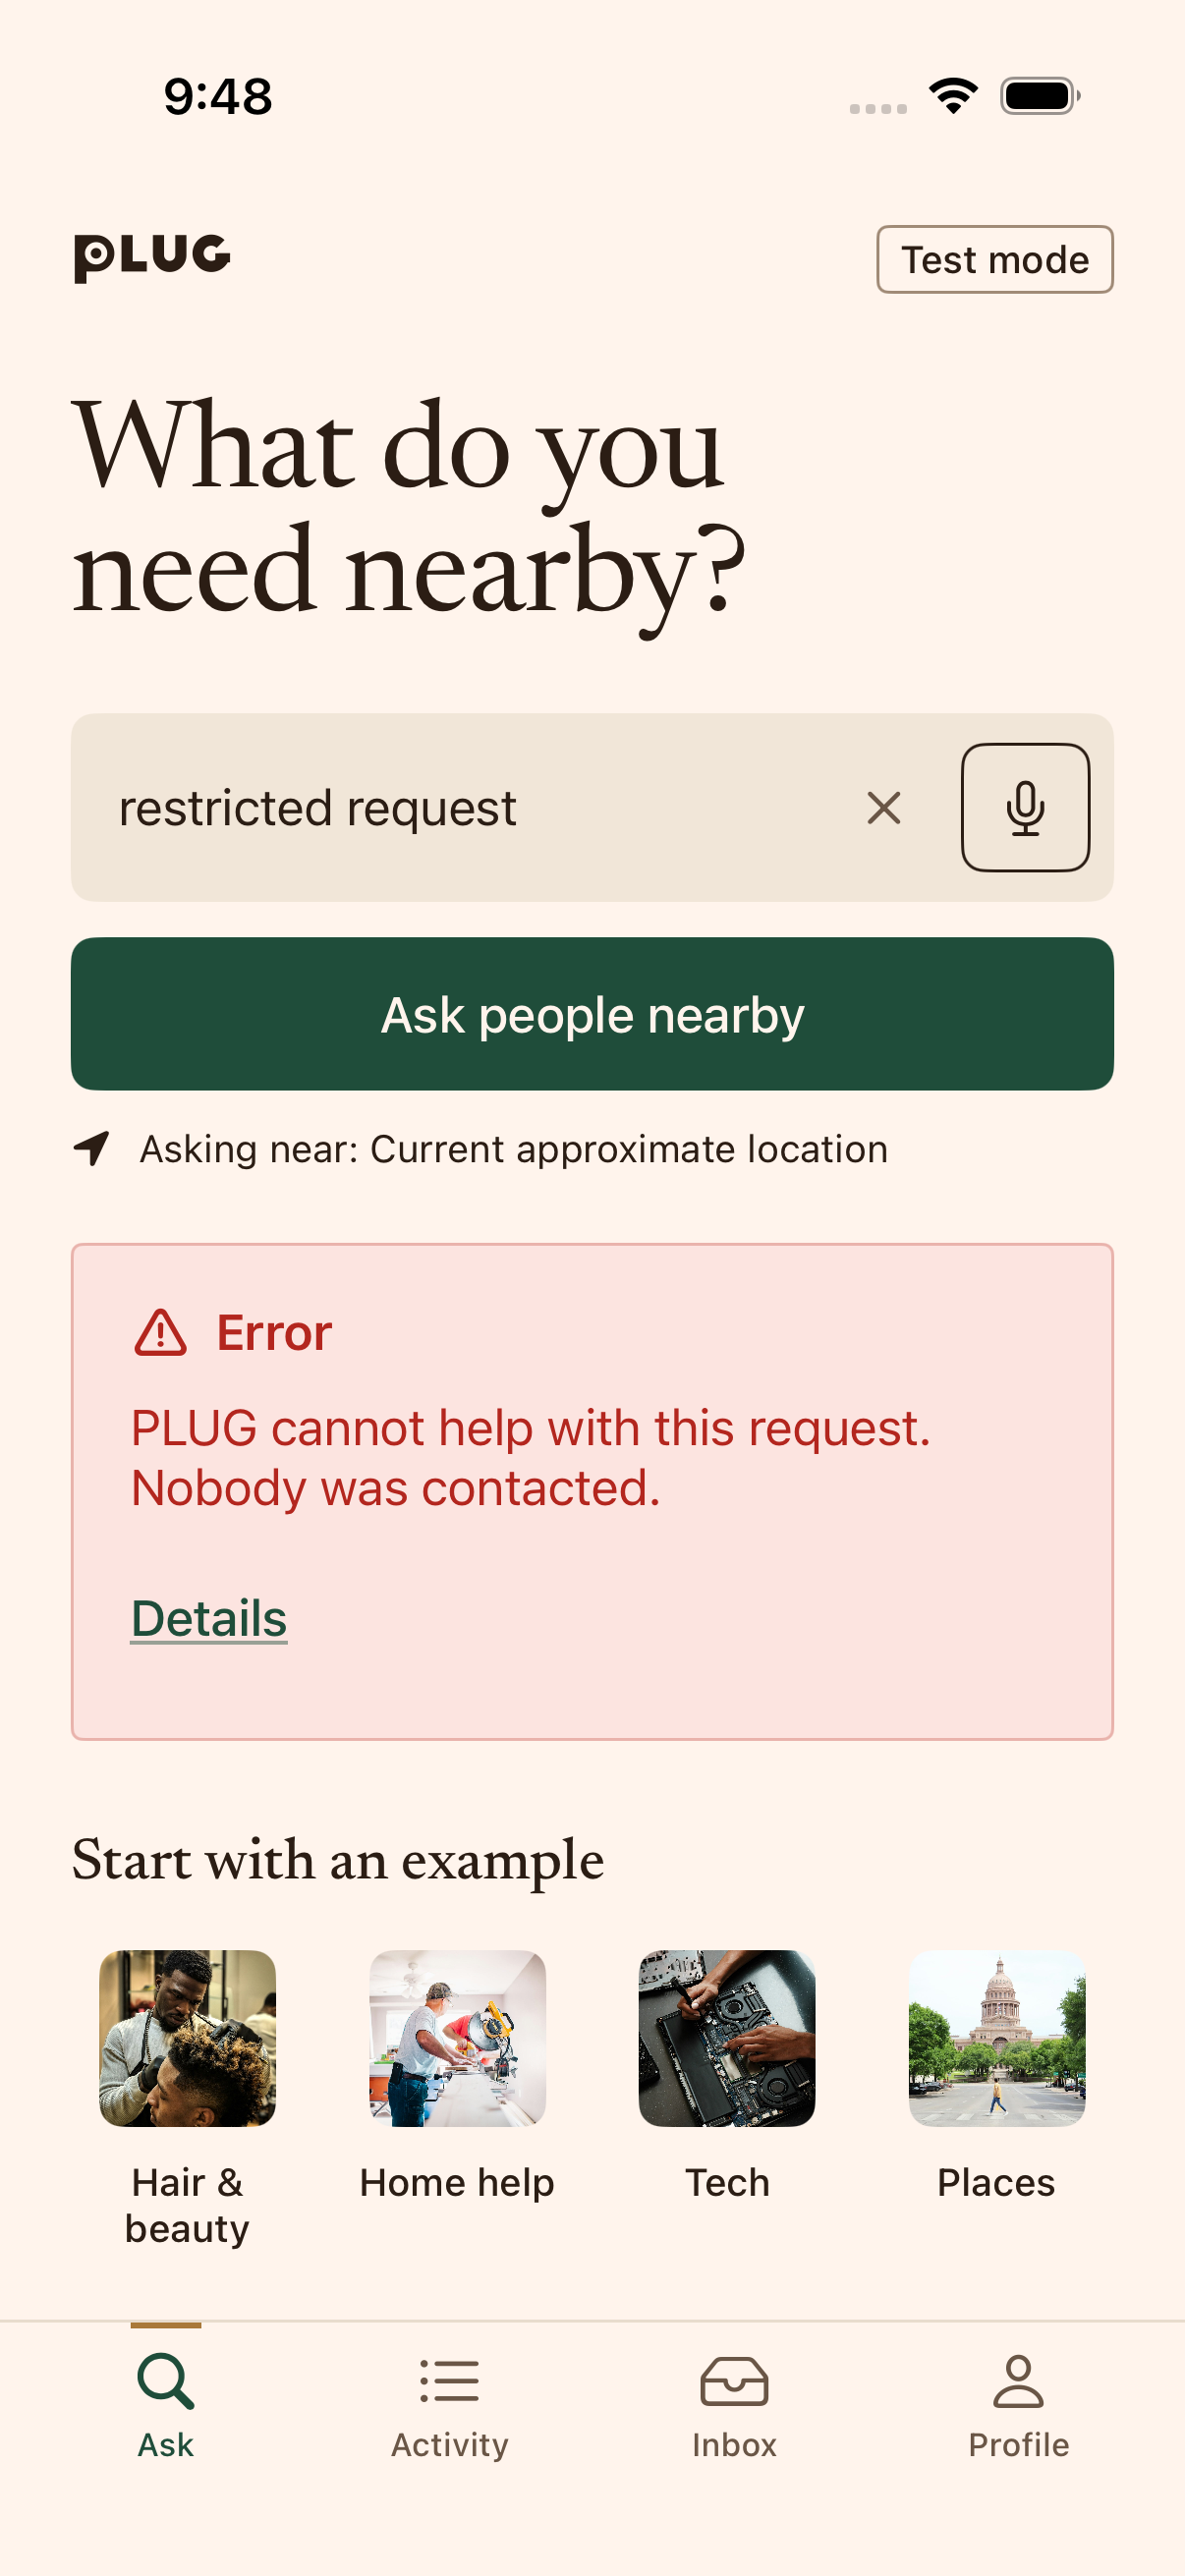 9:48
PLUG
Test mode
What do you
need nearby?
restricted request
Ask people nearby
Asking near: Current approximate location
Error
PLUG cannot help with this request.
Nobody was contacted.
Details
Start with an example
Hair &
beauty
Home help
Tech
Places
Ask
Activity
Inbox
Profile